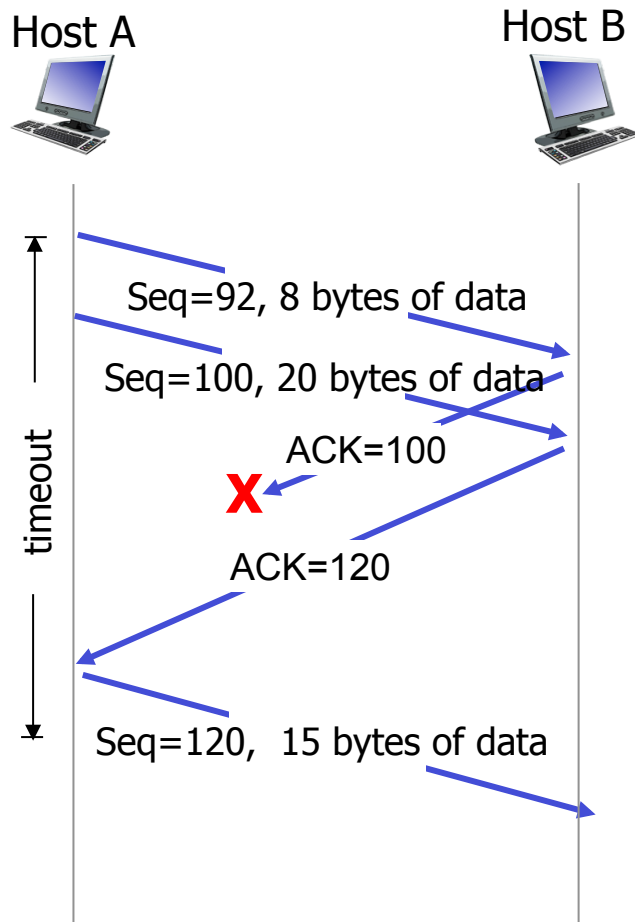 Host A
Host B
Seq=92, 8 bytes of data
Seq=100, 20 bytes of data
ACK=100
X
timeout
ACK=120
Seq=120, 15 bytes of data